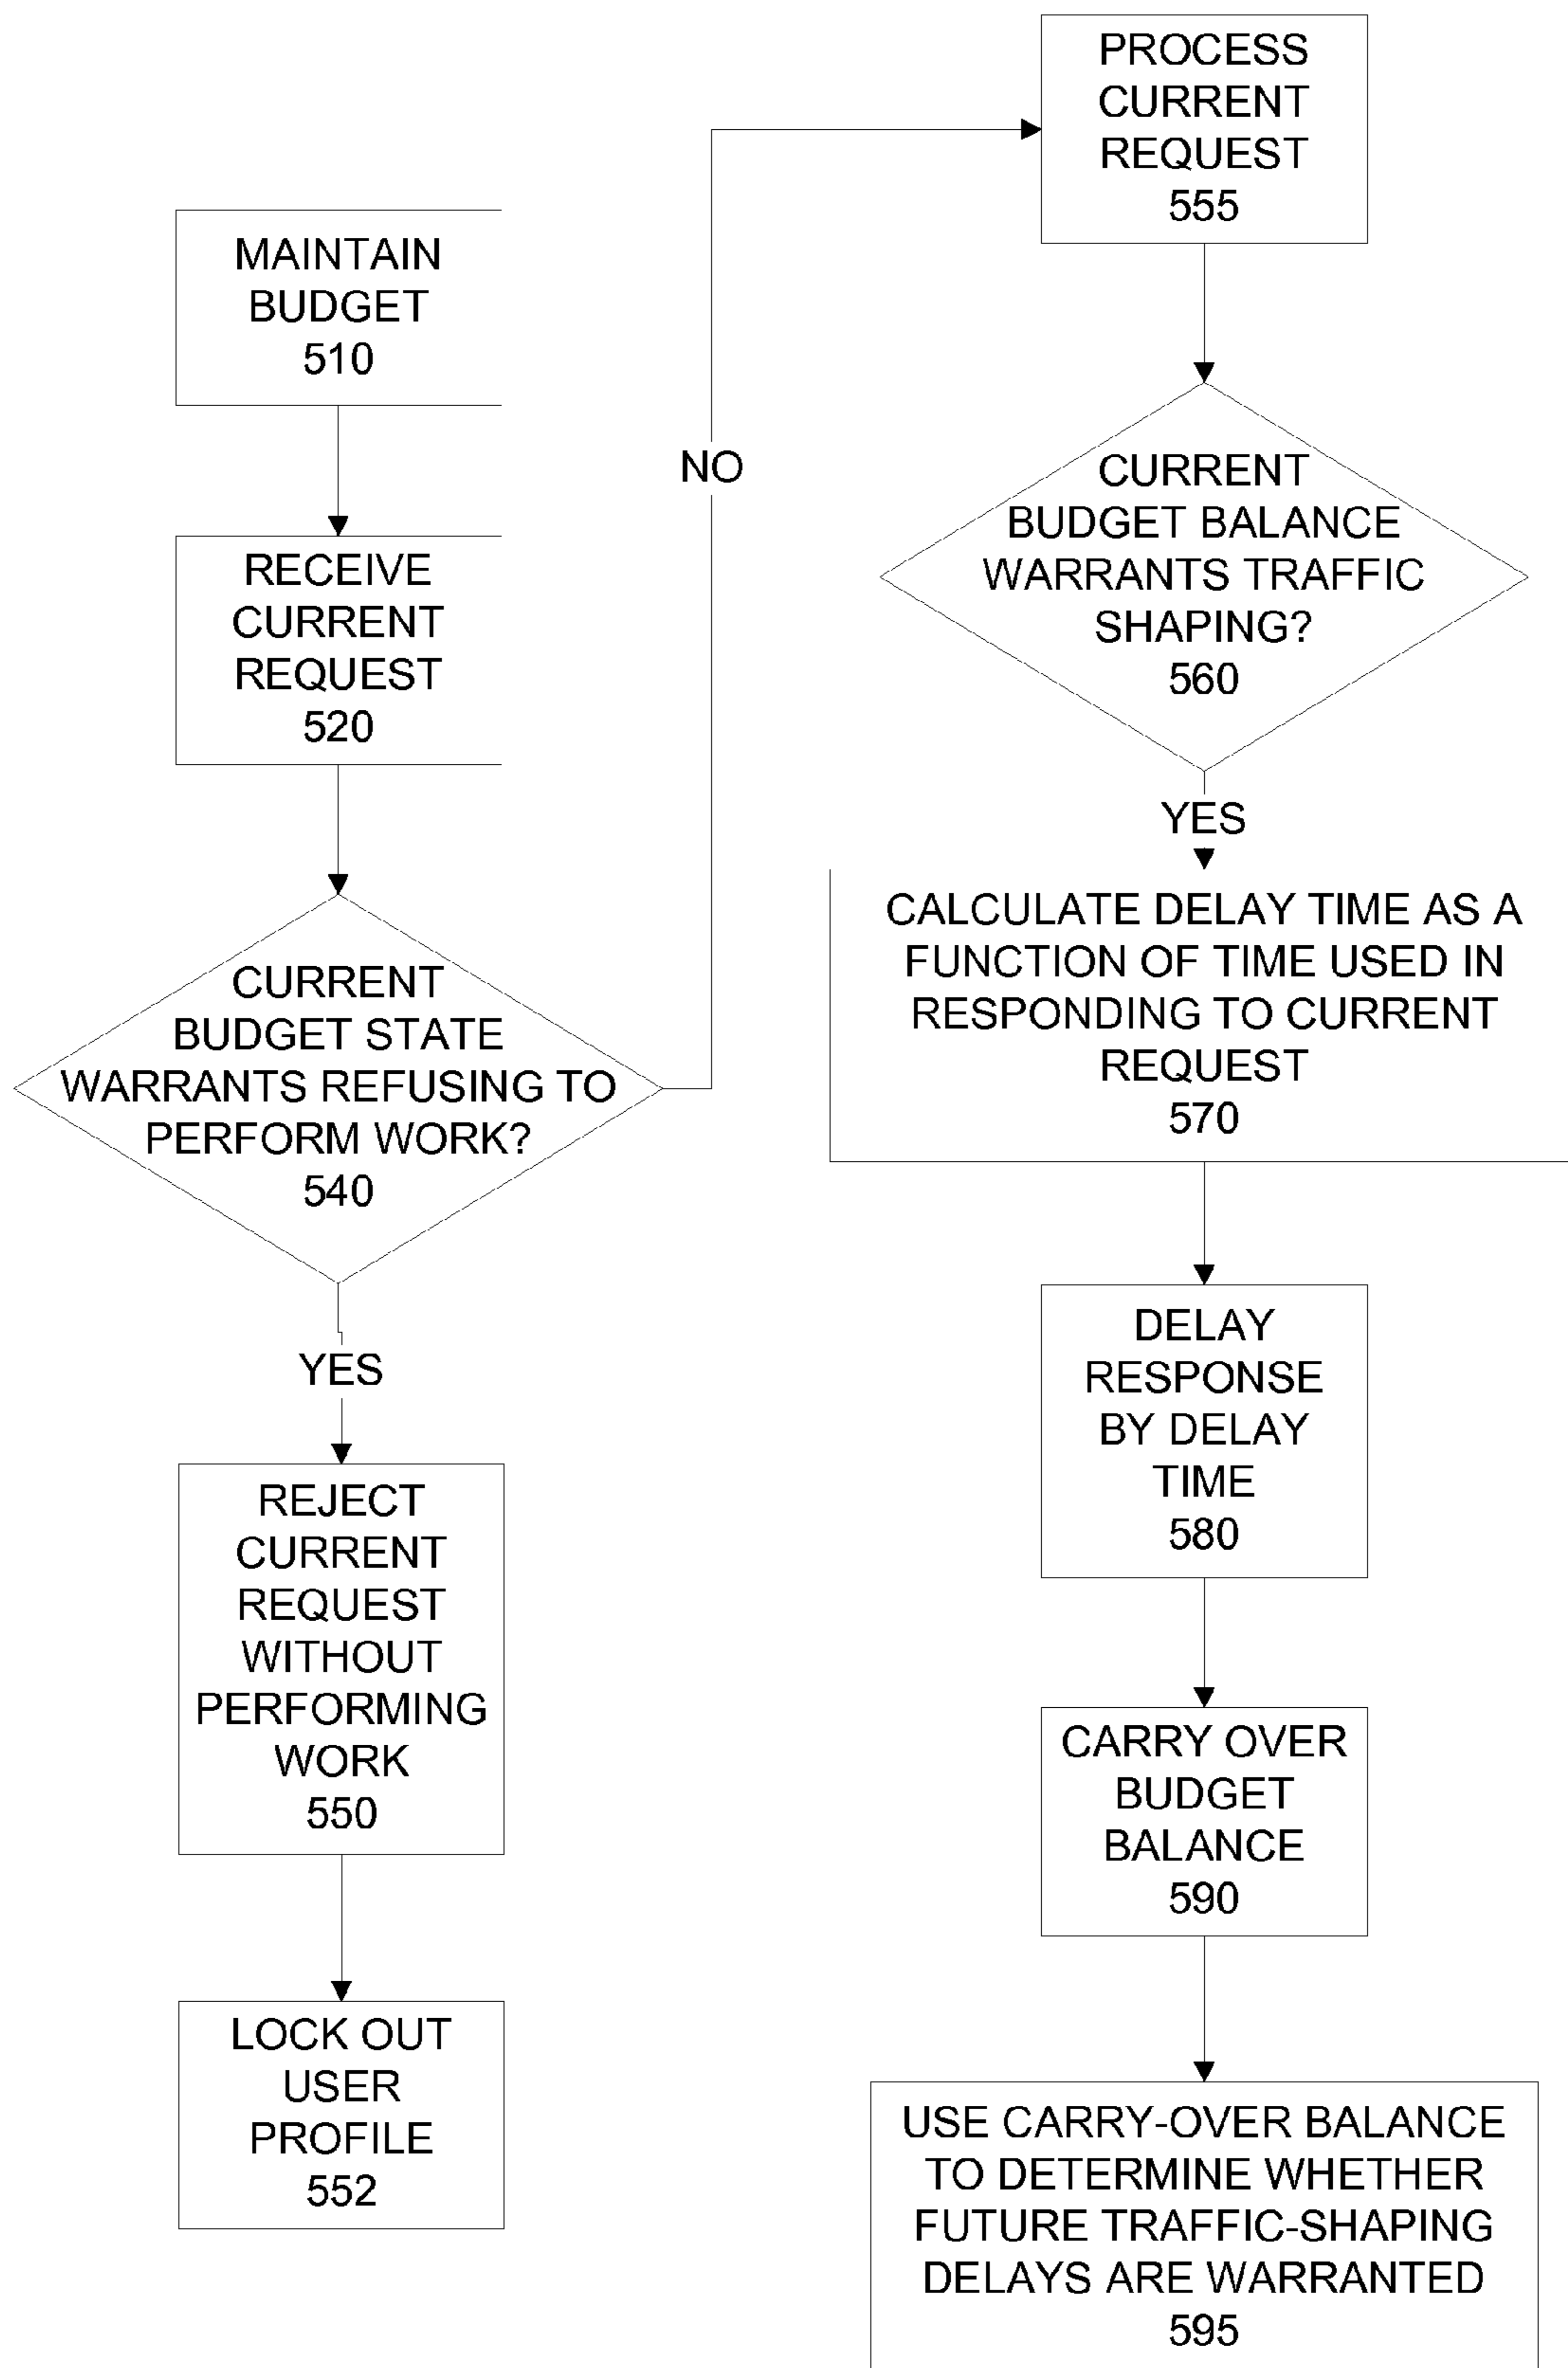 MAINTAIN
BUDGET
510
RECEIVE
CURRENT
REQUEST
520
CURRENT
BUDGET STATE
WARRANTS REFUSING TO
PERFORM WORK?
540
YES
REJECT
CURRENT
REQUEST
WITHOUT
PERFORMING
WORK
550
LOCK OUT
USER
PROFILE
552
NO
PROCESS
CURRENT
REQUEST
555
CURRENT
BUDGET BALANCE
WARRANTS TRAFFIC
SHAPING?
560
YES
CALCULATE DELAY TIME AS A
FUNCTION OF TIME USED IN
RESPONDING TO CURRENT
REQUEST
570
DELAY
RESPONSE
BY DELAY
TIME
580
CARRY OVER
BUDGET
BALANCE
590
USE CARRY-OVER BALANCE
TO DETERMINE WHETHER
FUTURE TRAFFIC-SHAPING
DELAYS ARE WARRANTED
595